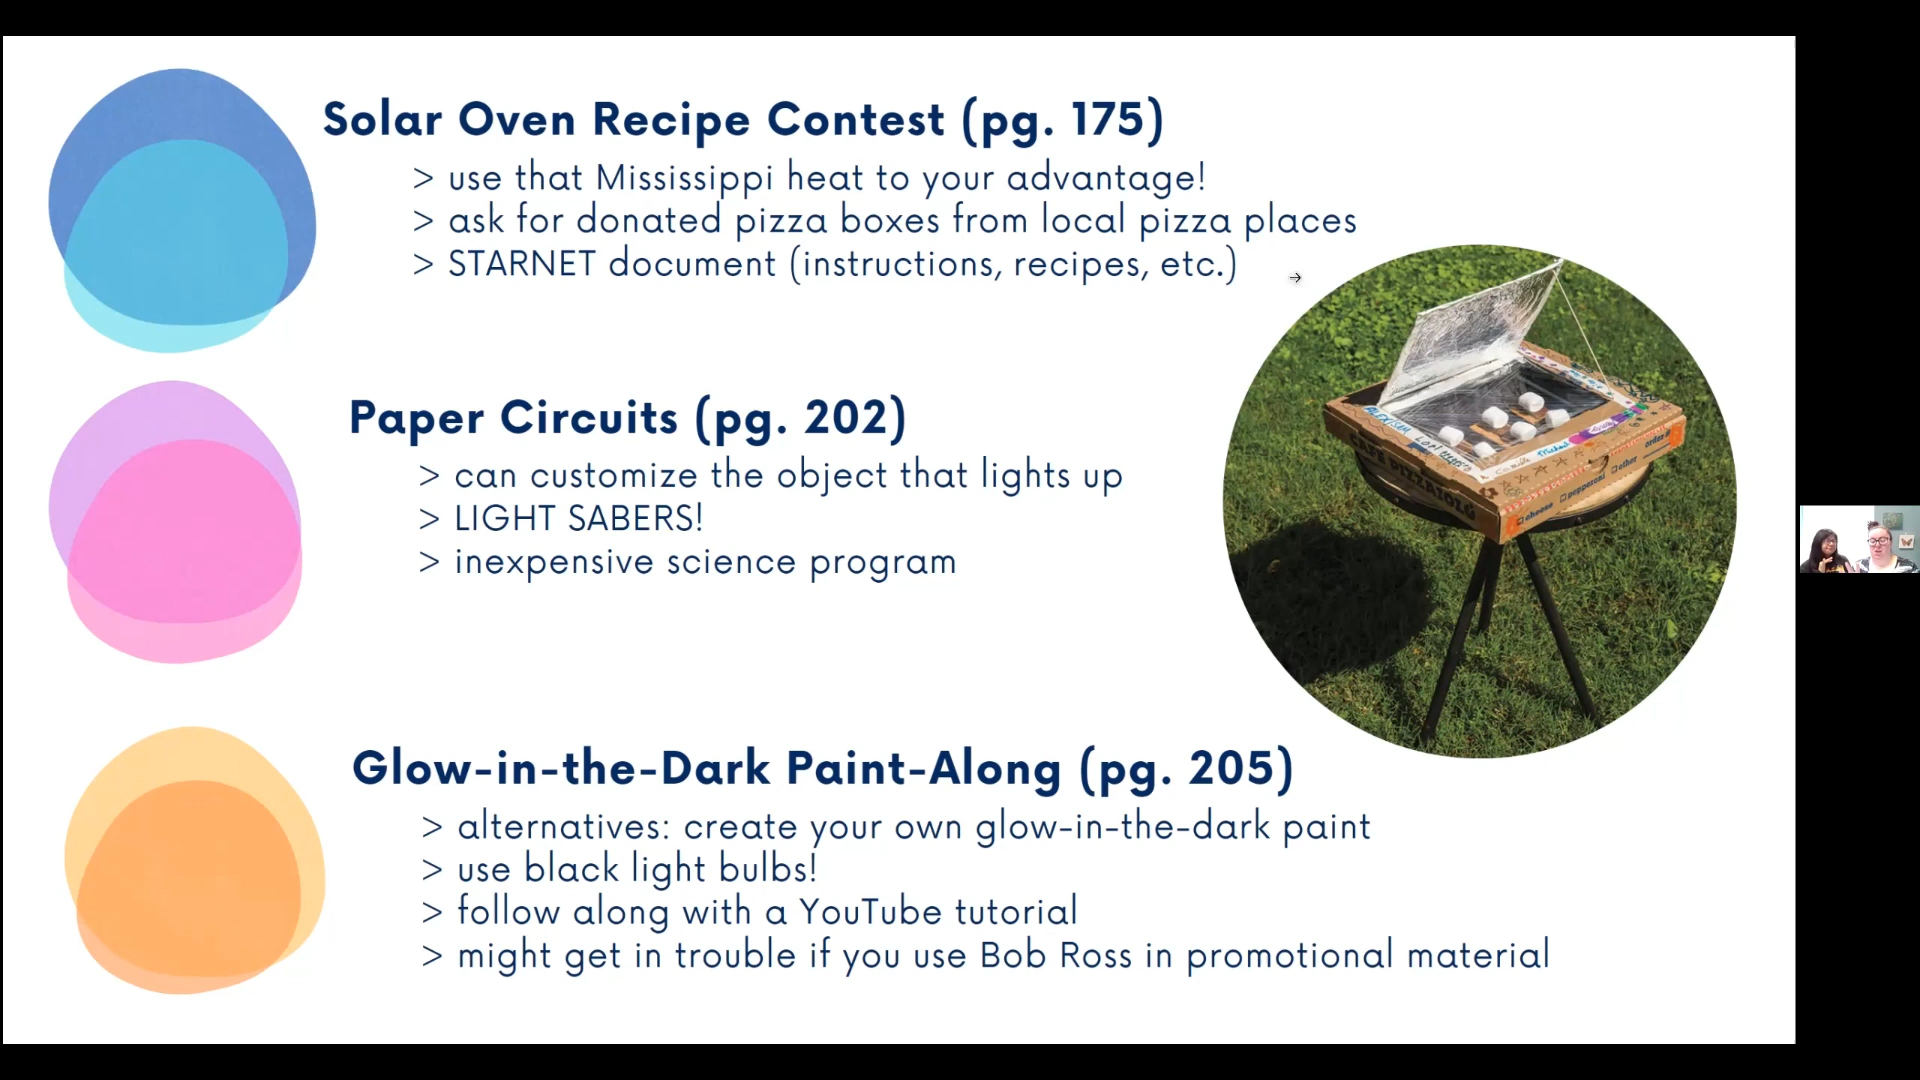 Solar Oven Recipe Contest (pg. 175)
> use that Mississippi heat to your advantage!
> ask for donated pizza boxes from local pizza places
> STARNET document (instructions, recipes, etc.)
Paper Circuits (pg. 202)
> can customize the object that lights up
> LIGHT SABERS!
> inexpensive science program
Glow-in-the-Dark Paint-Along (pg. 205)
> alternatives: create your own glow-in-the-dark paint
> use black light bulbs!
> follow along with a YouTube tutorial
> might get in trouble if you use Bob Ross in promotional material
cheese
pepperoni
other